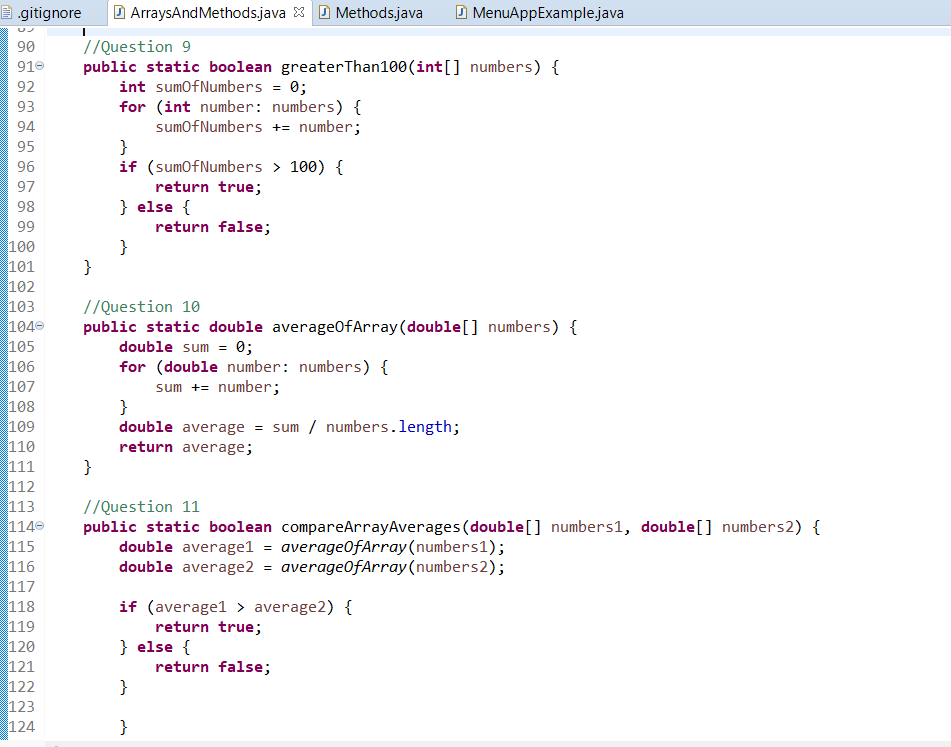 .gitignore ArraysAndMethods.java Methods.java MenuAppExample.java
89
90 //Question 9
91 public static boolean greaterThan100(int[] numbers) {
92 int sumOfNumbers = 0;
93 for (int number: numbers) {
94 sumOfNumbers += number;
95 }
96 if (sumOfNumbers > 100) {
97 return true;
98 } else {
99 return false;
100 }
101 }
102
103 //Question 10
104 public static double averageOfArray(double[] numbers) {
105 double sum = 0;
106 for (double number: numbers) {
107 sum += number;
108 }
109 double average = sum / numbers.length;
110 return average;
111 }
112
113 //Question 11
114 public static boolean compareArrayAverages(double[] numbers1, double[] numbers2) {
115 double average1 = averageOfArray(numbers1);
116 double average2 = averageOfArray(numbers2);
117
118 if (average1 > average2) {
119 return true;
120 } else {
121 return false;
122 }
123
124 }